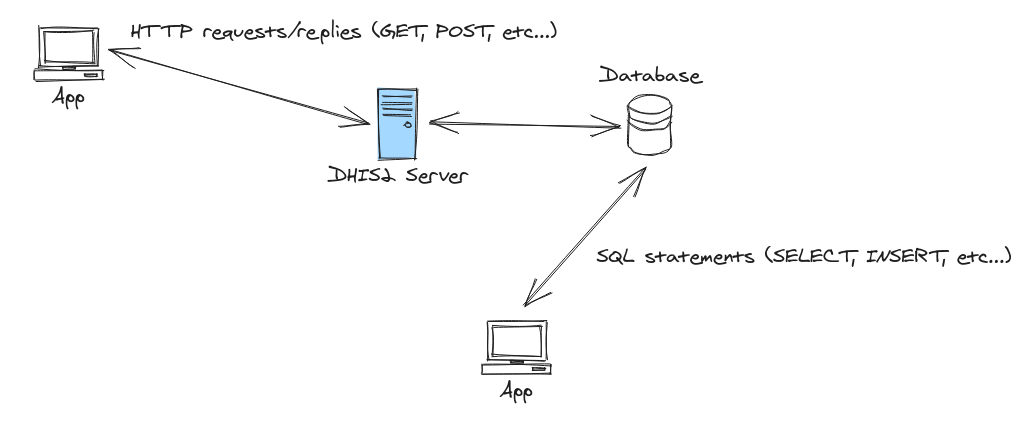 HTTP requests/replies (GET, POST, etc...)
App
Database
DHIS2 Server
SQL statements (SELECT, INSERT, etc...)
App